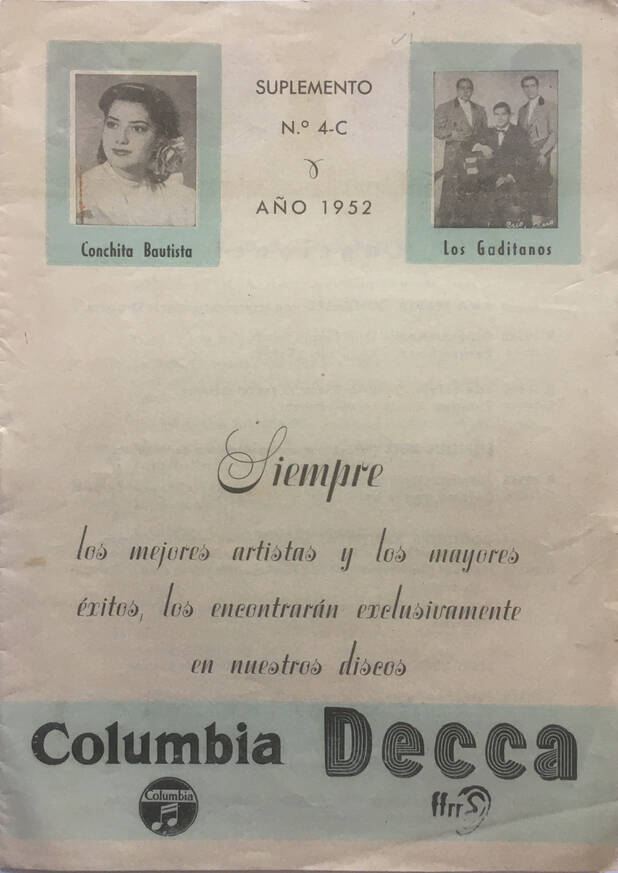 SUPLEMENTO
N.º 4-C
AÑO 1952
Conchita Bautista
Los Gaditanos
Siempre
los mejores artistas y los mayores
éxitos, los encontrarán exclusivamente
en nuestros discos
Columbia Decca
Columbia
ffrr